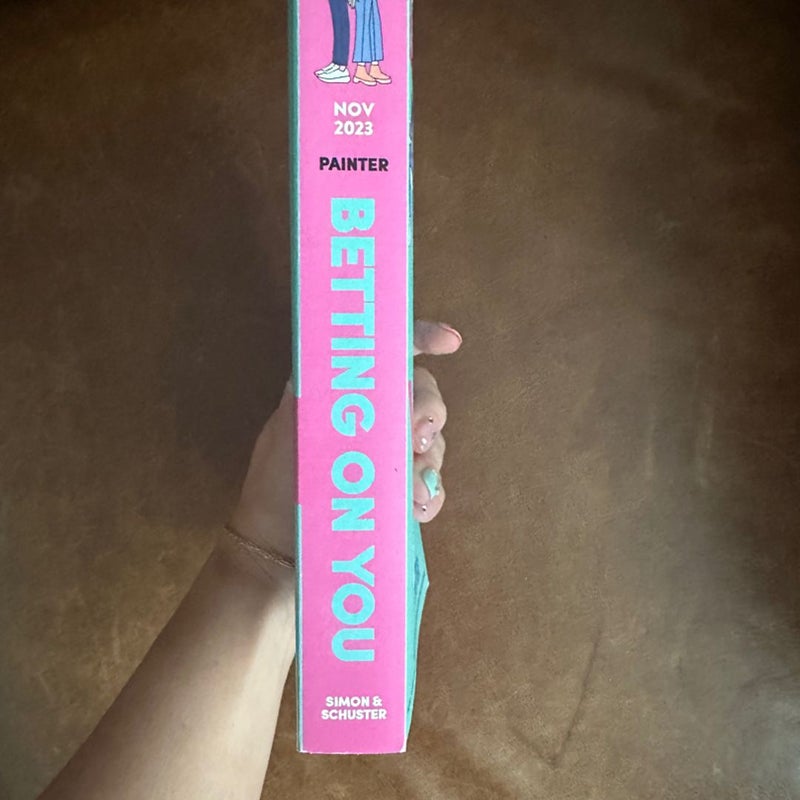 NOV
2023
PAINTER
BETTING ON YOU
SIMON &
SCHUSTER